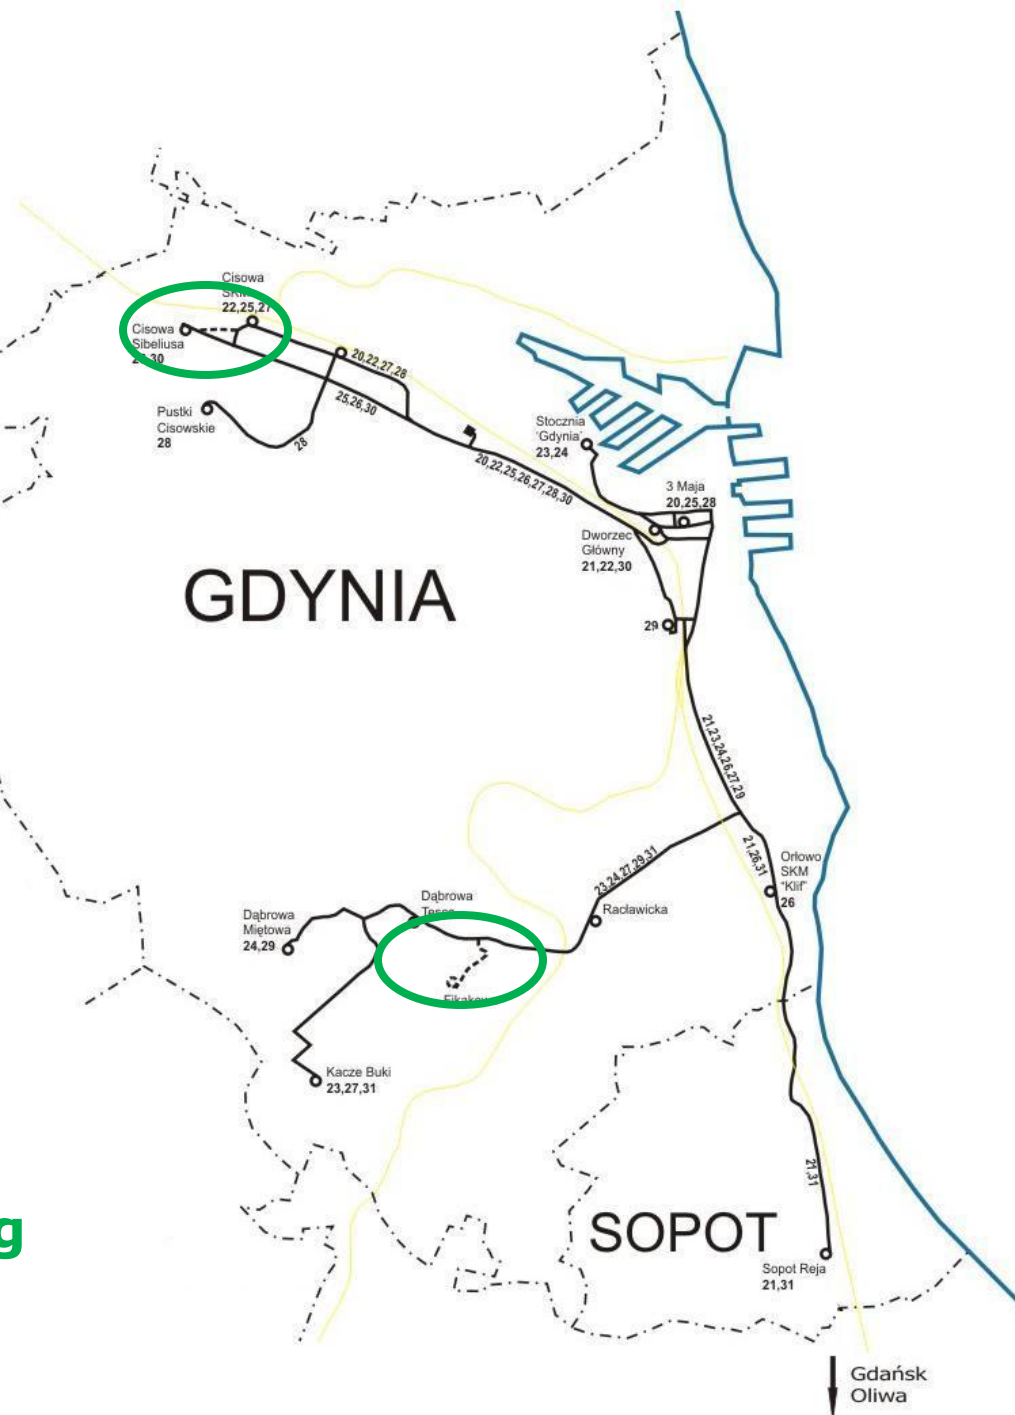 Cisowa
22,25,27
Cisowa
Sibeliusa
20,22,27,28
25,26,30
Pustki
Cisowskie
28
28
Stocznia
'Gdynia'
23,24
20,22,25,26,27,28,30
3 Maja
20,25,28
Dworzec
Główny
21,22,30
GDYNIA
29
21,23,24,26,27,29
21,26,31
Orłowo
SKM
"Klif"
26
23,24,27,29,31
Racławicka
Dąbrowa
Dąbrowa
Miętowa
24,29
Kacze Buki
23,27,31
21,31
g
SOPOT
Sopot Reja
21,31
Gdańsk
Oliwa